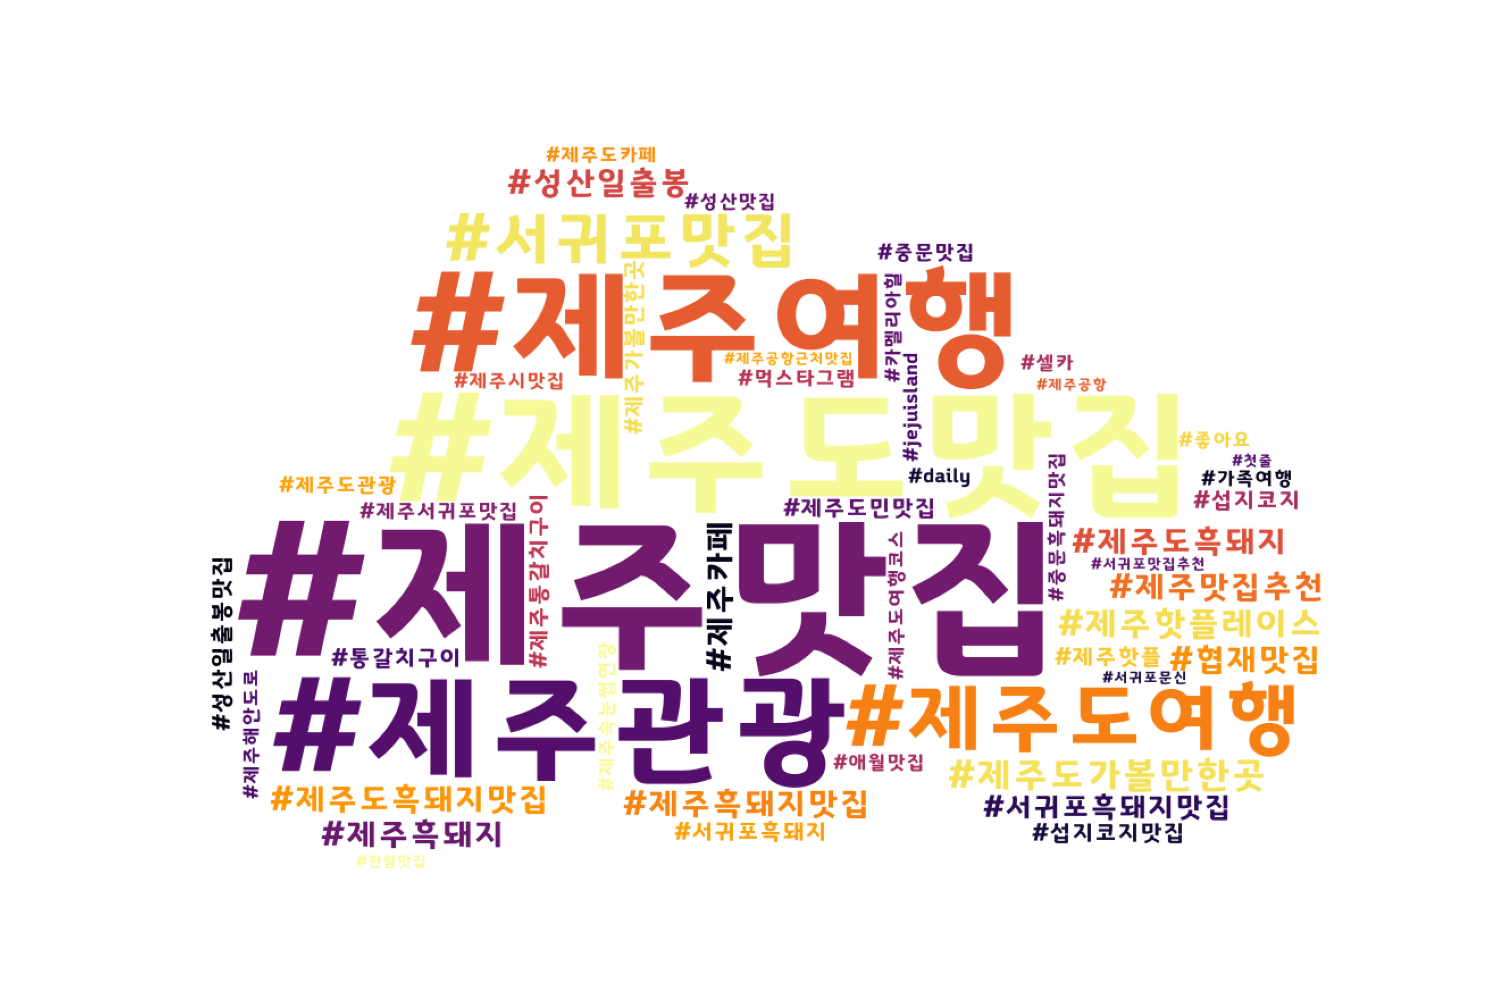 #제주도카페
#성산일출봉
#성산맛집
#서귀포맛집
#중문맛집
#제주여행
#제주가볼만한곳
#카멜리아힐
#제주공항근처맛집
#셀카
#제주시맛집
#먹스타그램
#제주공항
#jejuisland
#제주도맛집
#좋아요
#첫줄
#daily
#가족여행
#제주도관광
#섭지코지
#제주서귀포맛집
#제주도민맛집
#중문흑돼지맛집
#제주통갈치구이
#제주맛집
#제주카페
#제주도여행코스
#제주도흑돼지
#서귀포맛집추천
#제주맛집추천
#성산일출봉맛집
#제주핫플레이스
#통갈치구이
#제주핫플
#협재맛집
#서귀포문신
#제주해안도로
#제주관광
#제주속눈썹연장
#제주도여행
#애월맛집
#제주도가볼만한곳
#제주도흑돼지맛집
#제주흑돼지맛집
#서귀포흑돼지맛집
#제주흑돼지
#서귀포흑돼지
#섭지코지맛집
#한림맛집